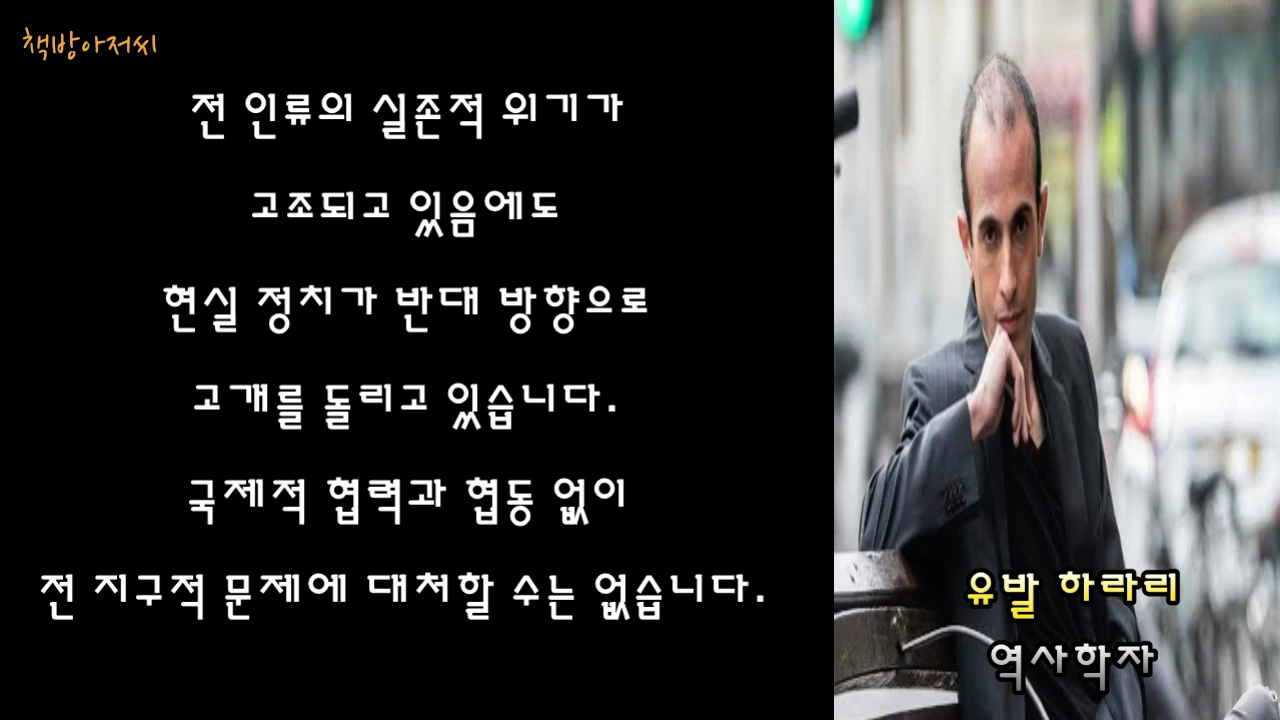 책방아저씨
전 인류의 실존적 위기가
고조되고 있음에도
현실 정치가 반대 방향으로
고개를 돌리고 있습니다.
국제적 협력과 협동 없이
전 지구적 문제에 대처할 수는 없습니다.
유발 하라리
역사학자